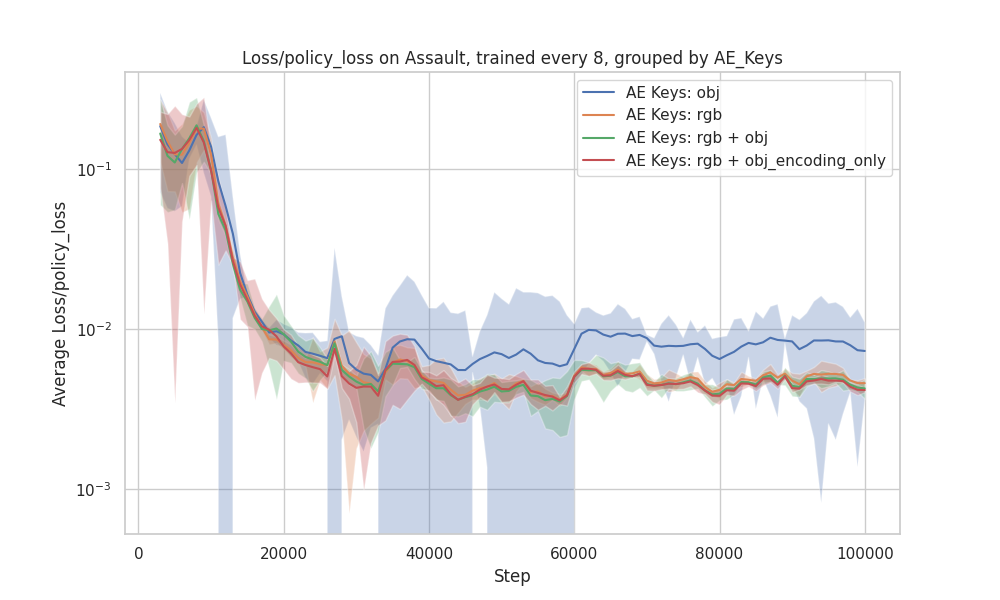 Loss/policy_loss on Assault, trained every 8, grouped by AE_Keys
AE Keys: obj
AE Keys: rgb
AE Keys: rgb + obj
AE Keys: rgb + obj_encoding_only
Average Loss/policy_loss
10⁻¹
10⁻²
10⁻³
0
20000
40000
60000
80000
100000
Step